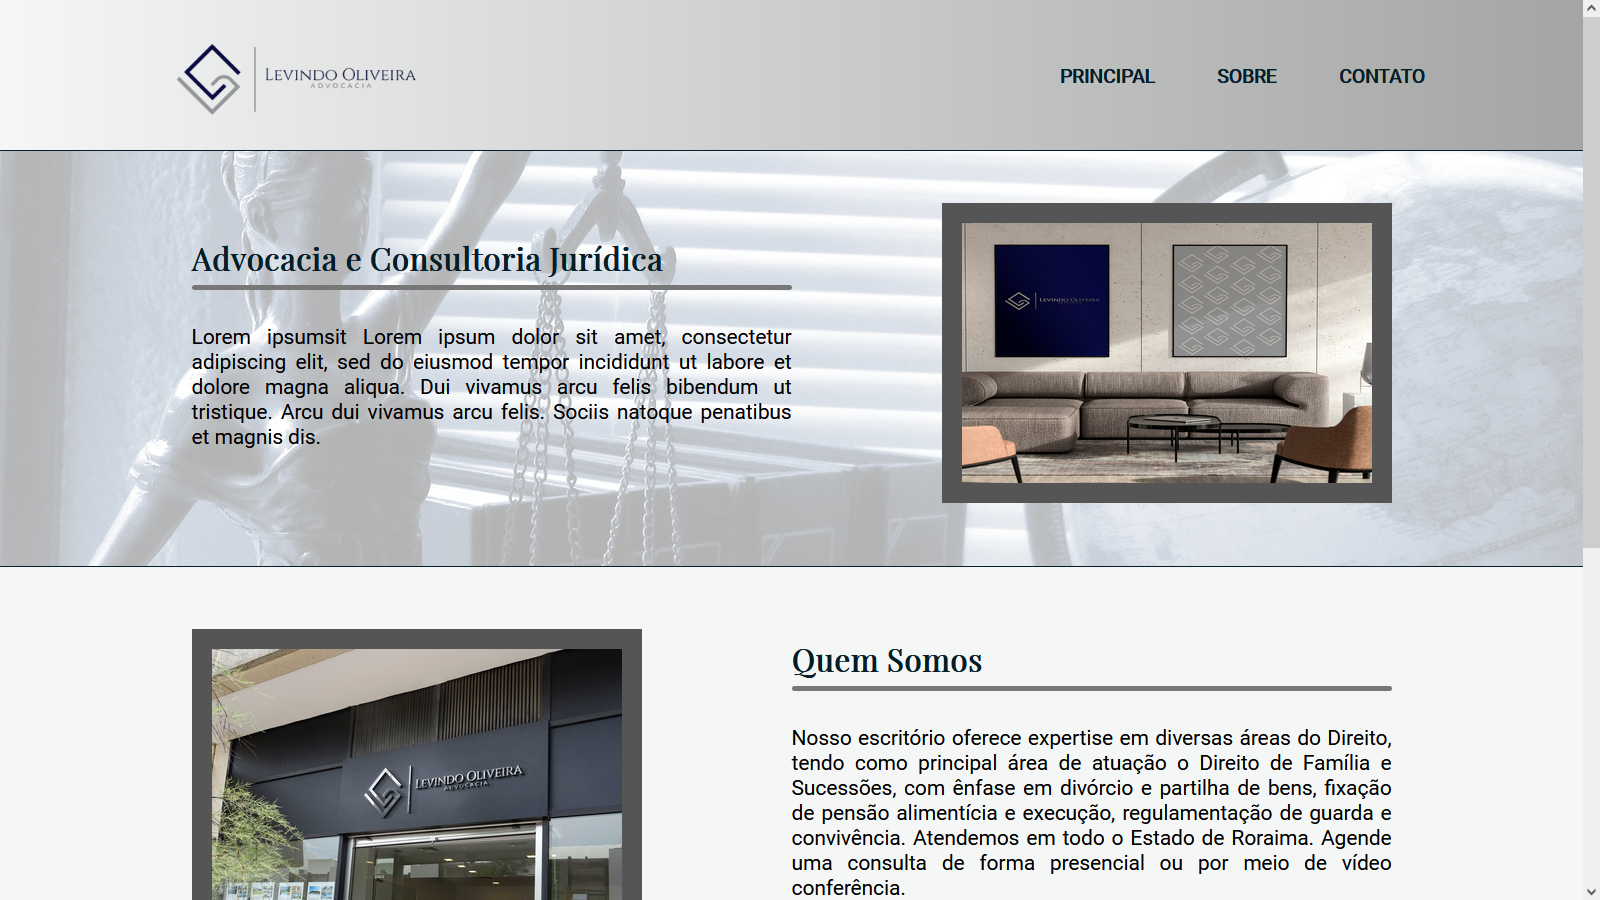 LEVINDO OLIVEIRA
ADVOCACIA
PRINCIPAL
SOBRE
CONTATO
Advocacia e Consultoria Jurídica
Lorem ipsumsit Lorem ipsum dolor sit amet, consectetur
adipiscing elit, sed do eiusmod tempor incididunt ut labore et
dolore magna aliqua. Dui vivamus arcu felis bibendum ut
tristique. Arcu dui vivamus arcu felis. Sociis natoque penatibus
et magnis dis.
LEVINDO OLIVEIRA
LEVINDO OLIVEIRA
ADVOCACIA
Quem Somos
Nosso escritório oferece expertise em diversas áreas do Direito,
tendo como principal área de atuação o Direito de Família e
Sucessões, com ênfase em divórcio e partilha de bens, fixação
de pensão alimentícia e execução, regulamentação de guarda e
convivência. Atendemos em todo o Estado de Roraima. Agende
uma consulta de forma presencial ou por meio de vídeo
conferência.